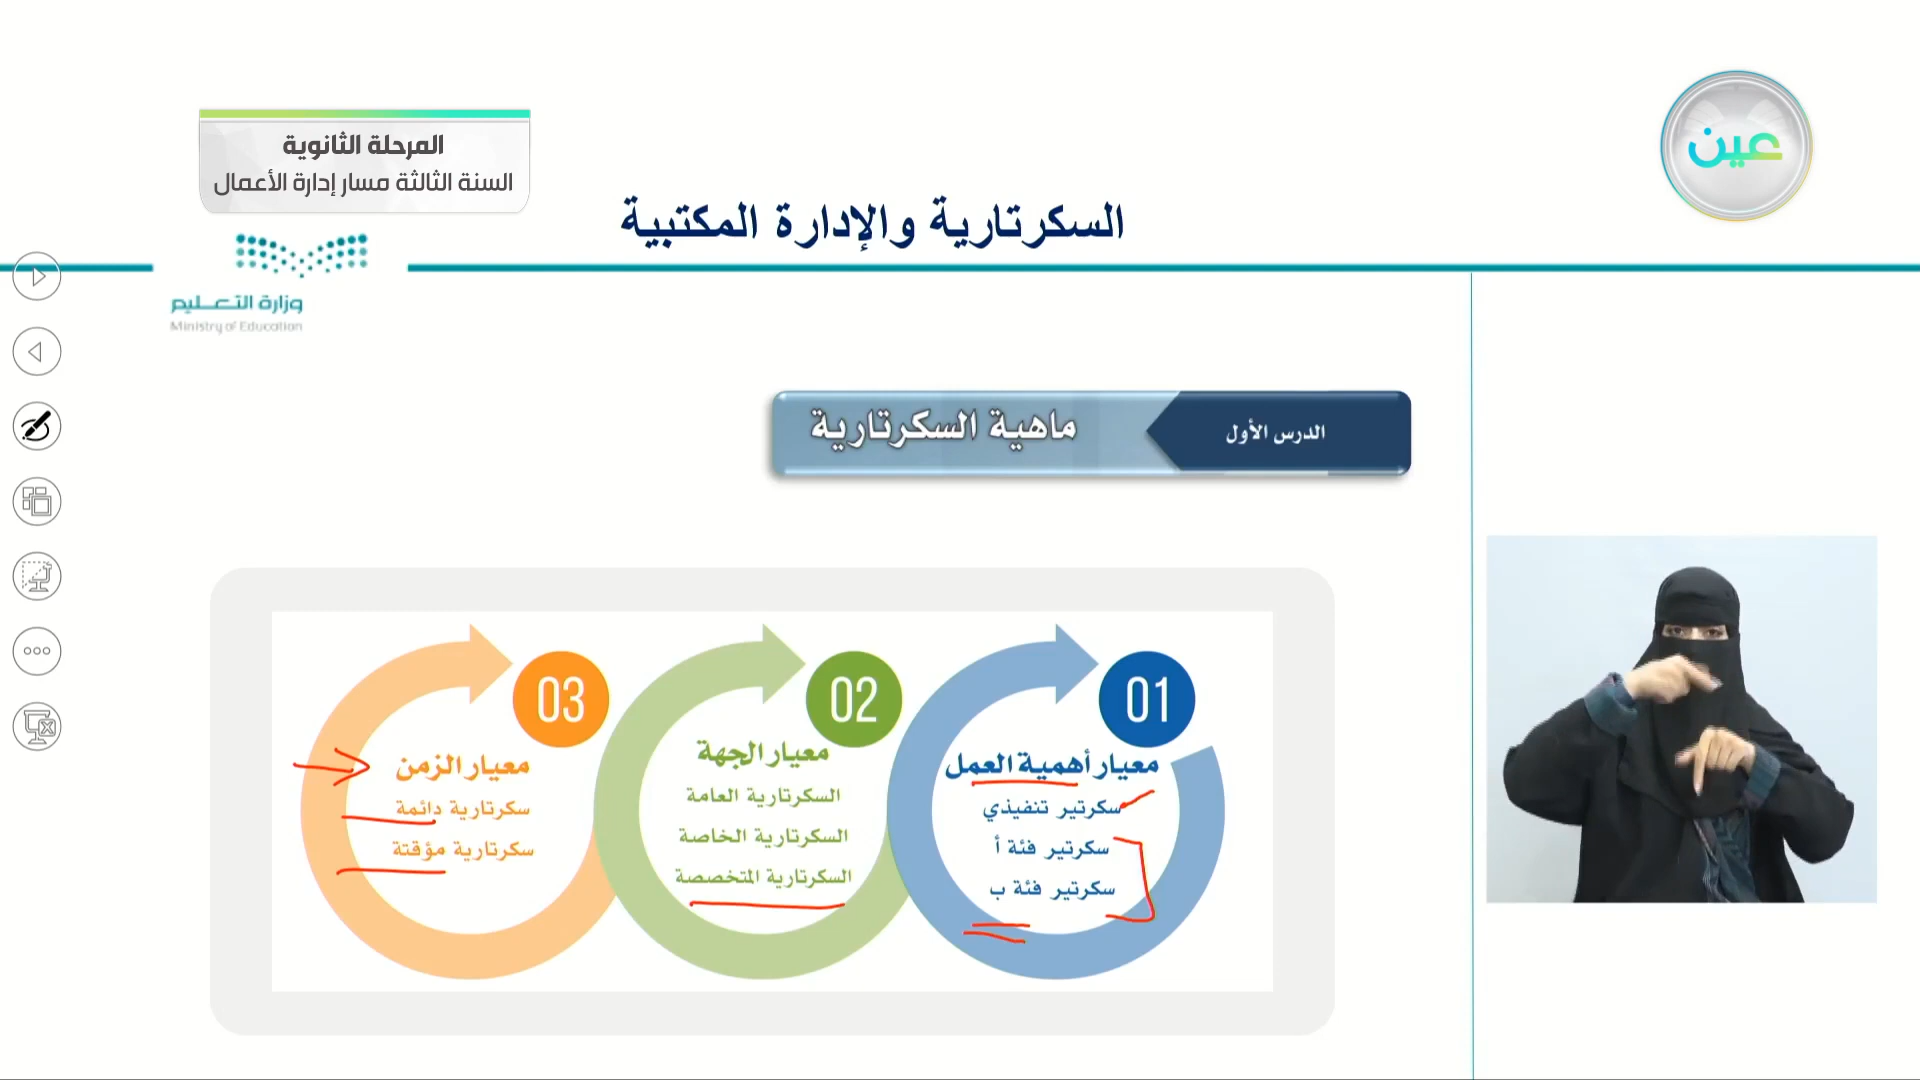 المرحلة الثانوية
السنة الثالثة مسار إدارة الأعمال
عين
السكرتارية والإدارة المكتبية
وزارة التعليم
Ministry of Education
الدرس الأول
ماهية السكرتارية
01
معيار أهمية العمل
سكرتير تنفيذي
سكرتير فئة أ
سكرتير فئة ب
02
معيار الجهة
السكرتارية العامة
السكرتارية الخاصة
السكرتارية المتخصصة
03
معيار الزمن
سكرتارية دائمة
سكرتارية مؤقتة